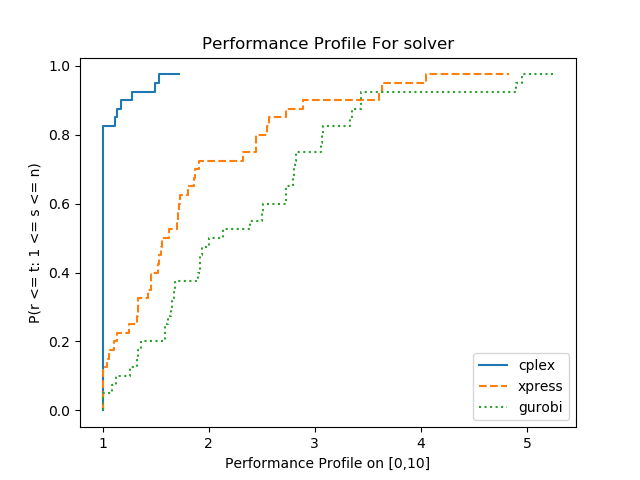 Performance Profile For solver
P(r <= t: 1 <= s <= n)
1.0
0.8
0.6
0.4
0.2
0.0
1 2 3 4 5
Performance Profile on [0,10]
cplex
xpress
gurobi